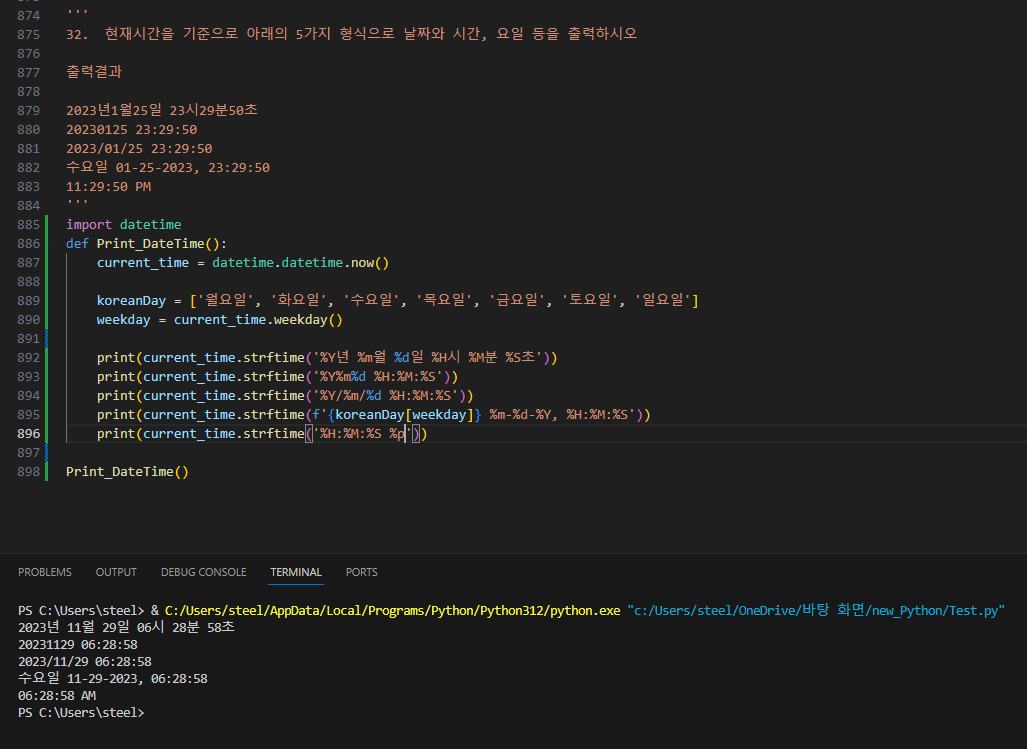 874 '''
875 32.  현재시간을 기준으로 아래의 5가지 형식으로 날짜와 시간, 요일 등을 출력하시오
876
877 출력결과
878
879 2023년1월25일 23시29분50초
880 20230125 23:29:50
881 2023/01/25 23:29:50
882 수요일 01-25-2023, 23:29:50
883 11:29:50 PM
884 '''
885 import datetime
886 def Print_DateTime():
887     current_time = datetime.datetime.now()
888
889     koreanDay = ['월요일', '화요일', '수요일', '목요일', '금요일', '토요일', '일요일']
890     weekday = current_time.weekday()
891
892     print(current_time.strftime('%Y년 %m월 %d일 %H시 %M분 %S초'))
893     print(current_time.strftime('%Y%m%d %H:%M:%S'))
894     print(current_time.strftime('%Y/%m/%d %H:%M:%S'))
895     print(current_time.strftime(f'{koreanDay[weekday]} %m-%d-%Y, %H:%M:%S'))
896     print(current_time.strftime('%H:%M:%S %p'))
897
898 Print_DateTime()
PROBLEMS OUTPUT DEBUG CONSOLE TERMINAL PORTS
PS C:\Users\steel> & C:/Users/steel/AppData/Local/Programs/Python/Python312/python.exe "c:/Users/steel/OneDrive/바탕 화면/new_Python/Test.py"
2023년 11월 29일 06시 28분 58초
20231129 06:28:58
2023/11/29 06:28:58
수요일 11-29-2023, 06:28:58
06:28:58 AM
PS C:\Users\steel>